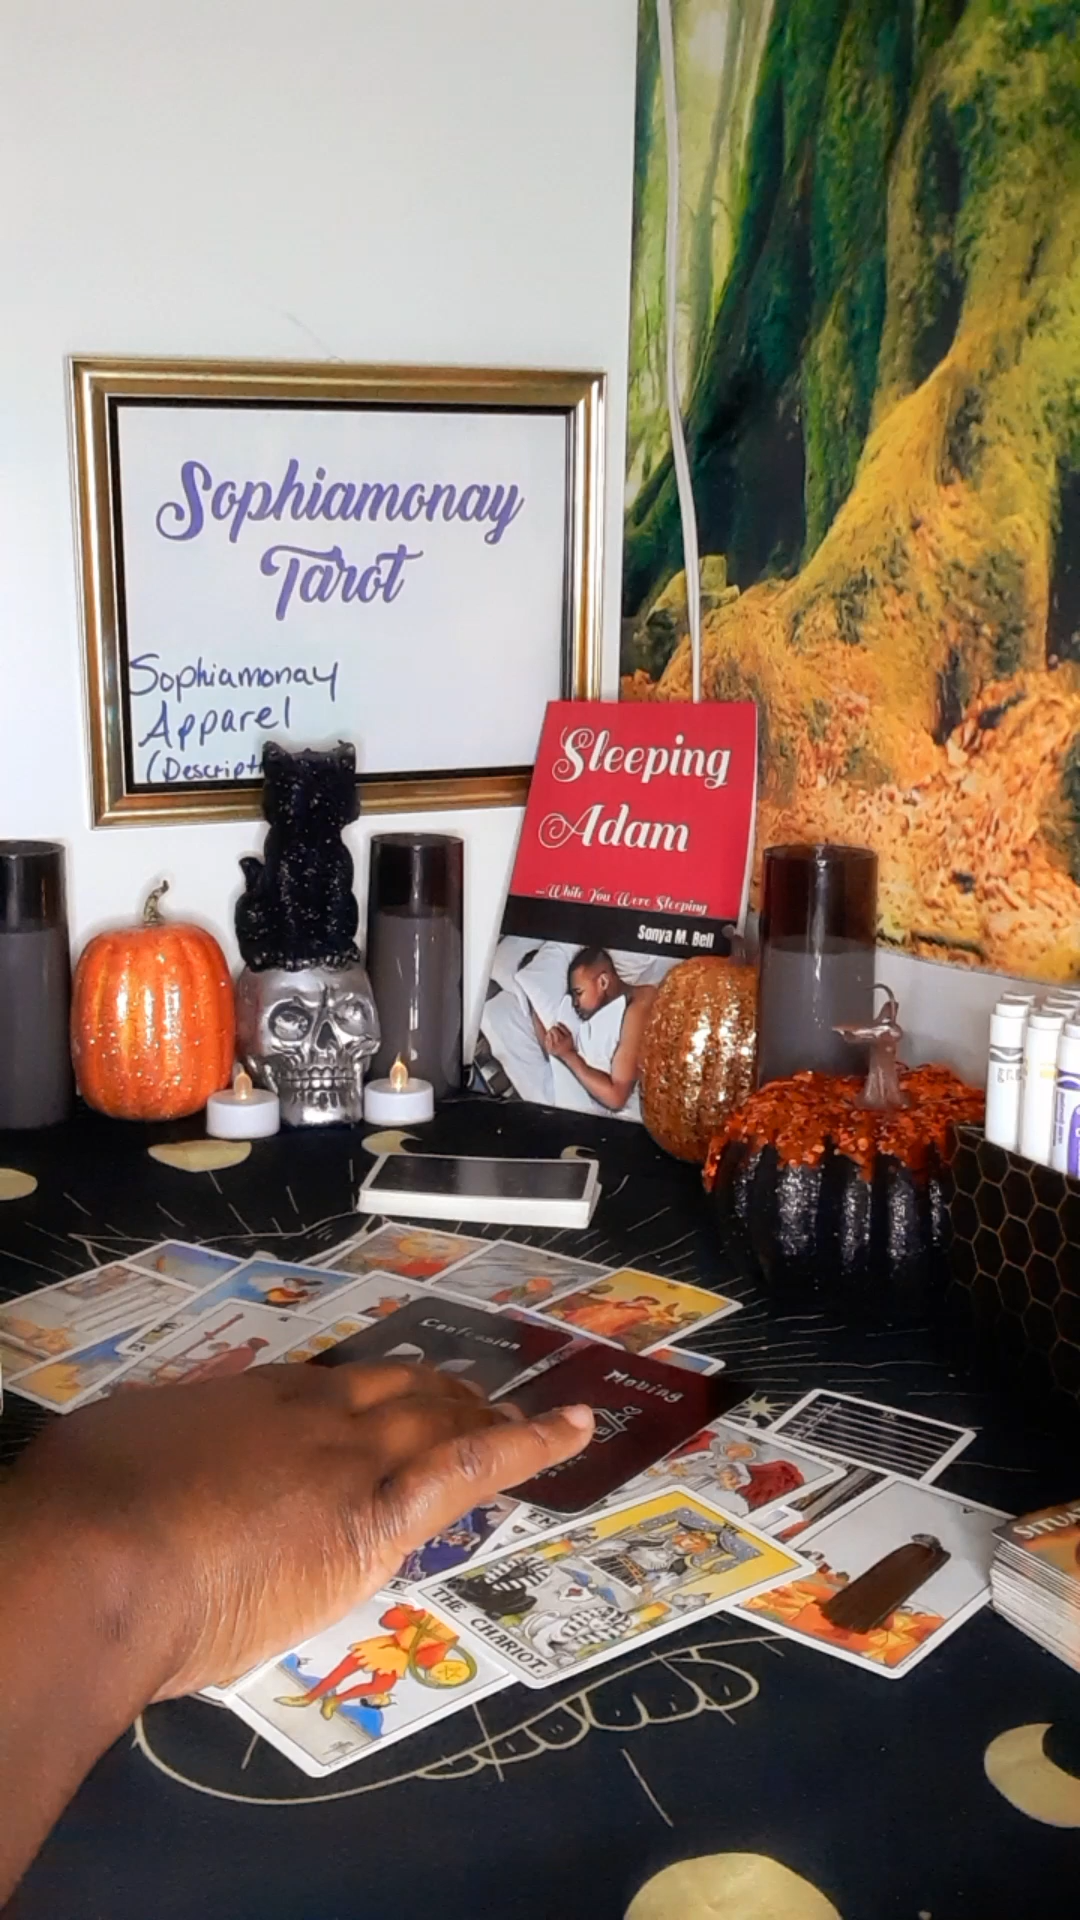 Sophiamonay
Tarot
Sophiamonay
Apparel
Sleeping
Adam
...While You Were Sleeping
Sonya M. Bell
Confession
Moving
THE CHARIOT.